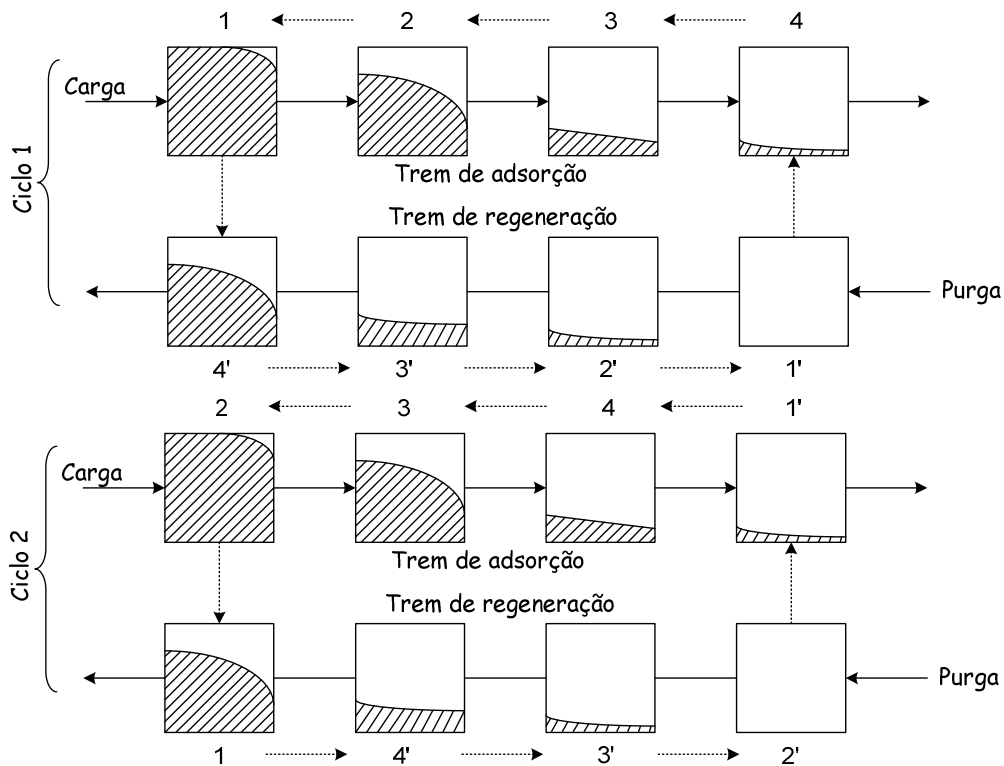 1 2 3 4
Carga
Ciclo 1
Trem de adsorção
Trem de regeneração
Purga
4' 3' 2' 1'
2 3 4 1'
Carga
Ciclo 2
Trem de adsorção
Trem de regeneração
Purga
1 4' 3' 2'